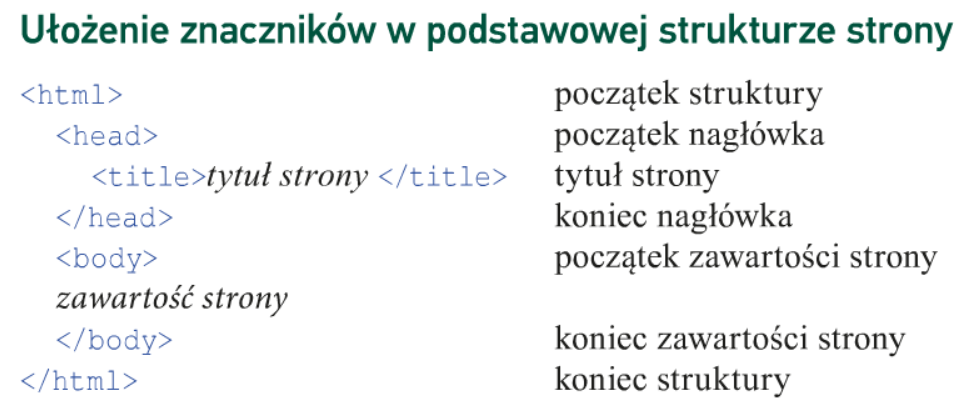 Ułożenie znaczników w podstawowej strukturze strony
<html> początek struktury
<head> początek nagłówka
<title>tytuł strony </title> tytuł strony
</head> koniec nagłówka
<body> początek zawartości strony
zawartość strony
</body> koniec zawartości strony
</html> koniec struktury